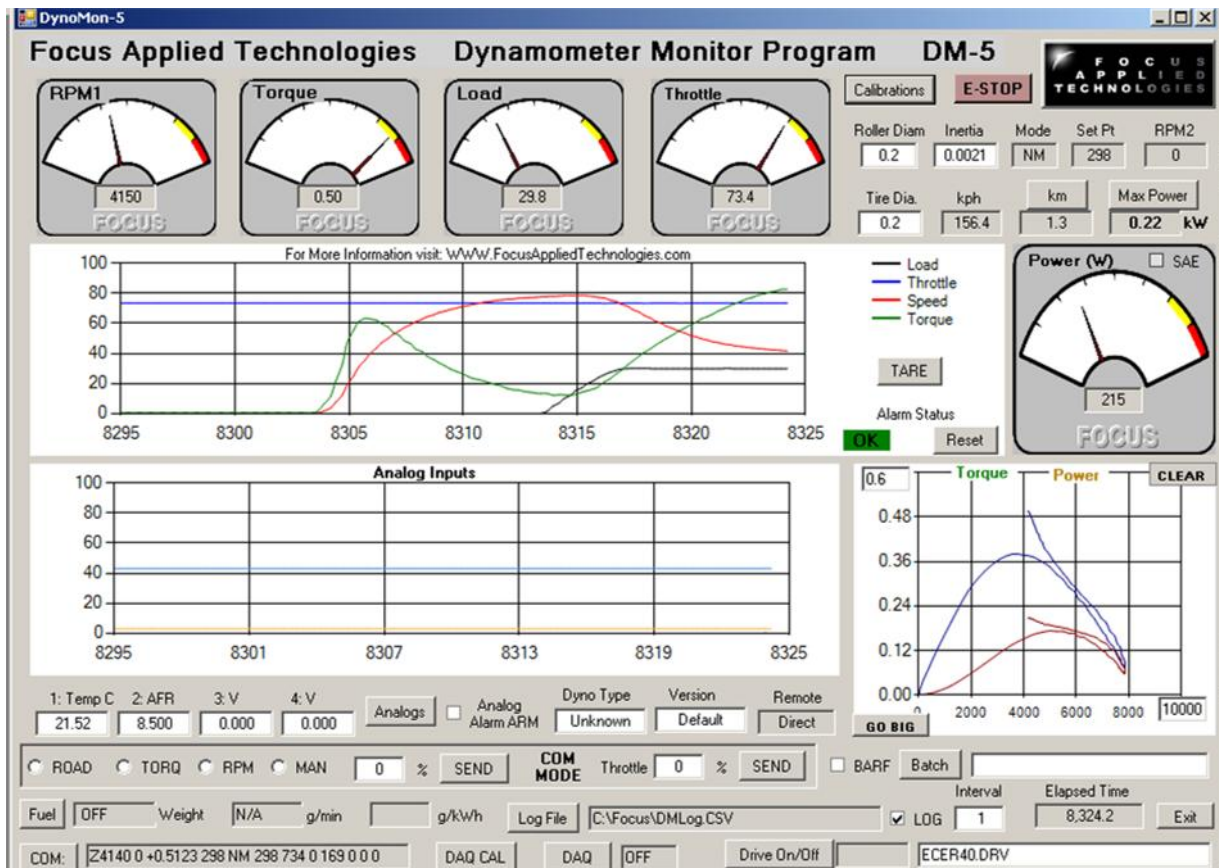 DynoMon-5
Focus Applied Technologies Dynamometer Monitor Program DM-5
FOCUS
APPLIED
TECHNOLOGIES
RPM1 Torque Load Throttle
4150 0.50 29.8 73.4
FOCUS FOCUS FOCUS FOCUS
Calibrations E-STOP
Roller Diam Inertia Mode Set Pt RPM2
0.2 0.0021 NM 298 0
Tire Dia. kph km Max Power
0.2 156.4 1.3 0.22 kW
For More Information visit: WWW.FocusAppliedTechnologies.com
100
80
60
40
20
0
8295 8300 8305 8310 8315 8320 8325
Load
Throttle
Speed
Torque
TARE
Alarm Status
OK Reset
Power (W) SAE
215
FOCUS
Analog Inputs
100
80
60
40
20
0
8295 8301 8307 8313 8319 8325
0.6 Torque Power CLEAR
0.48
0.36
0.24
0.12
0.00
0 2000 4000 6000 8000 10000
GO BIG
1: Temp C 2: AFR 3: V 4: V
21.52 8.500 0.000 0.000
Analogs Analog Alarm ARM
Dyno Type Version Remote
Unknown Default Direct
ROAD TORQ RPM MAN 0 % SEND COM MODE Throttle 0 % SEND BARF Batch
Fuel OFF Weight N/A g/min g/kWh Log File C:\Focus\DMLog.CSV LOG
Interval Elapsed Time
1 8,324.2 Exit
COM: Z4140 0 +0.5123 298 NM 298 734 0 169 0 0 0 DAQ CAL DAQ OFF Drive On/Off ECER40.DRV